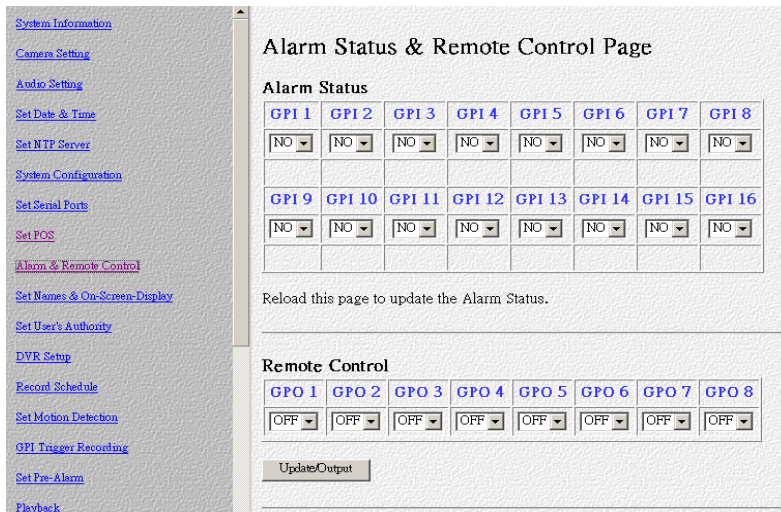 System Information
Camera Setting
Audio Setting
Set Date & Time
Set NTP Server
System Configuration
Set Serial Ports
Set POS
Alarm & Remote Control
Set Names & On-Screen-Display
Set User's Authority
DVR Setup
Record Schedule
Set Motion Detection
GPI Trigger Recording
Set Pre-Alarm
Playback
Alarm Status & Remote Control Page
Alarm Status
GPI 1 GPI 2 GPI 3 GPI 4 GPI 5 GPI 6 GPI 7 GPI 8
NO NO NO NO NO NO NO NO
GPI 9 GPI 10 GPI 11 GPI 12 GPI 13 GPI 14 GPI 15 GPI 16
NO NO NO NO NO NO NO NO
Reload this page to update the Alarm Status.
Remote Control
GPO 1 GPO 2 GPO 3 GPO 4 GPO 5 GPO 6 GPO 7 GPO 8
OFF OFF OFF OFF OFF OFF OFF OFF
Update/Output